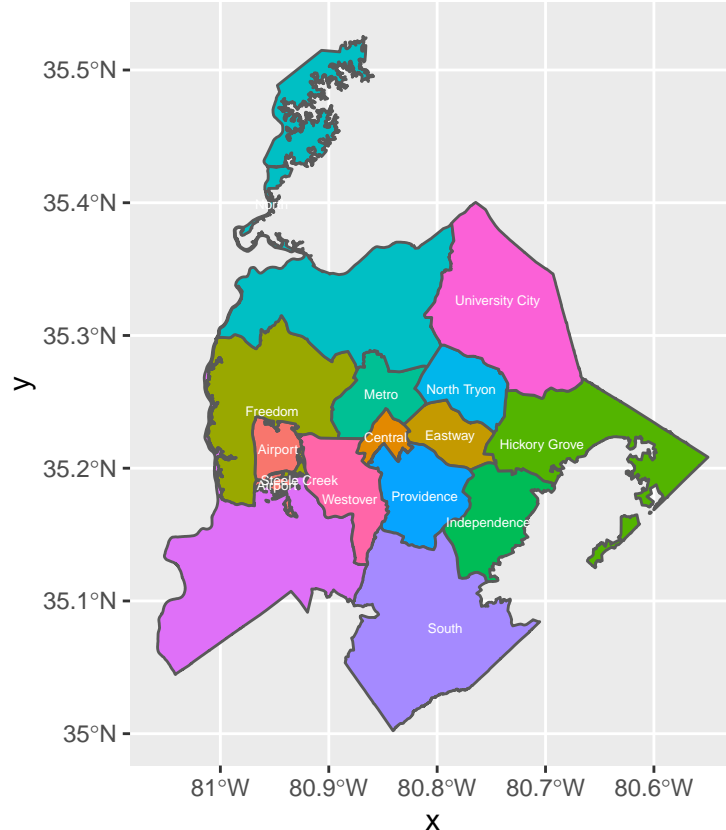 35.5°N
35.4°N
35.3°N
35.2°N
35.1°N
35°N
y
North
University City
Metro
North Tryon
Freedom
Central
Eastway
Hickory Grove
Airport
Steele Creek
Airport
Westover
Providence
Independence
South
81°W
80.9°W
80.8°W
80.7°W
80.6°W
x